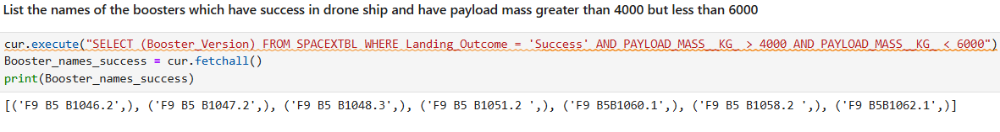 List the names of the boosters which have success in drone ship and have payload mass greater than 4000 but less than 6000
cur.execute("SELECT (Booster_Version) FROM SPACEXTBL WHERE Landing_Outcome = 'Success' AND PAYLOAD_MASS__KG_ > 4000 AND PAYLOAD_MASS__KG_ < 6000")
Booster_names_success = cur.fetchall()
print(Booster_names_success)
[('F9 B5 B1046.2',), ('F9 B5 B1047.2',), ('F9 B5 B1048.3',), ('F9 B5 B1051.2 ',), ('F9 B5B1060.1',), ('F9 B5 B1058.2 ',), ('F9 B5B1062.1',)]